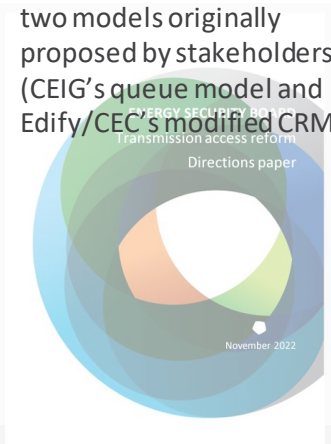 two models originally
proposed by stakeholders
(CEIG's queue model and
ENERGY SECURITY BOARD
Edify/CEC's modified CRM
Transmission access reform
Directions paper
November 2022